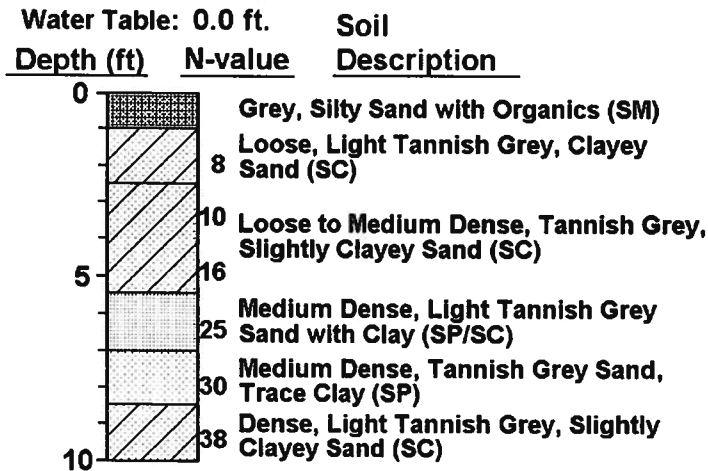 Water Table: 0.0 ft. Soil
Depth (ft) N-value Description
0
Grey, Silty Sand with Organics (SM)
Loose, Light Tannish Grey, Clayey
8 Sand (SC)
10 Loose to Medium Dense, Tannish Grey,
Slightly Clayey Sand (SC)
5 16
Medium Dense, Light Tannish Grey
25 Sand with Clay (SP/SC)
Medium Dense, Tannish Grey Sand,
30 Trace Clay (SP)
Dense, Light Tannish Grey, Slightly
38 Clayey Sand (SC)
10